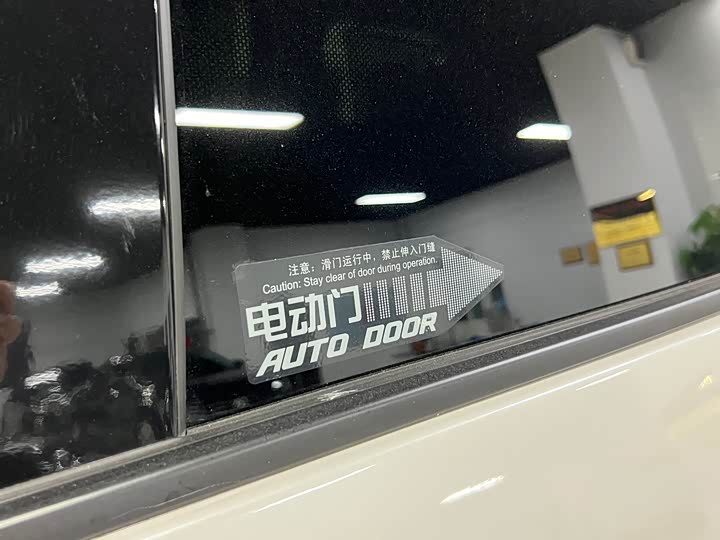 注意：滑门运行中，禁止伸入门缝
Caution: Stay clear of door during operation.
电动门
AUTO DOOR